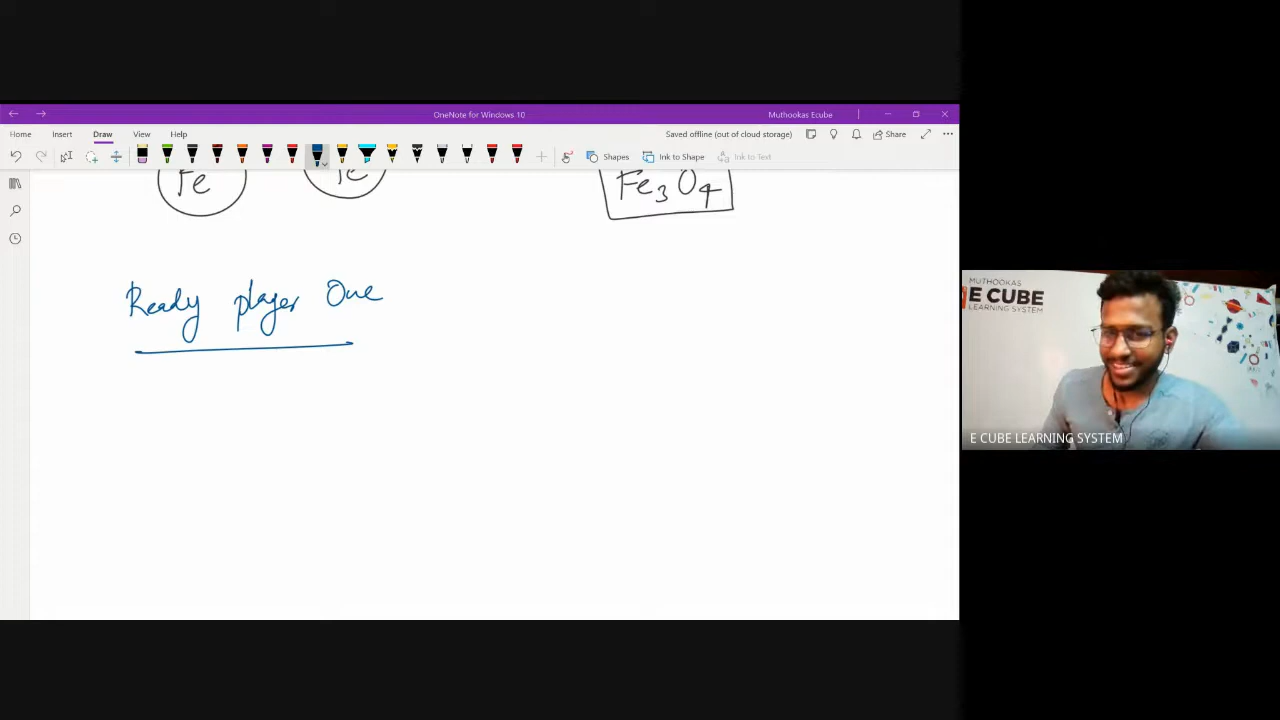 OneNote for Windows 10
Muthookas Ecube
Home Insert Draw View Help
Saved offline (out of cloud storage)
Share
Shapes
Ink to Shape
Ink to Text
Fe
Fe
Fe3O4
Ready player One
MUTHOOKAS
E CUBE
LEARNING SYSTEM
E CUBE LEARNING SYSTEM